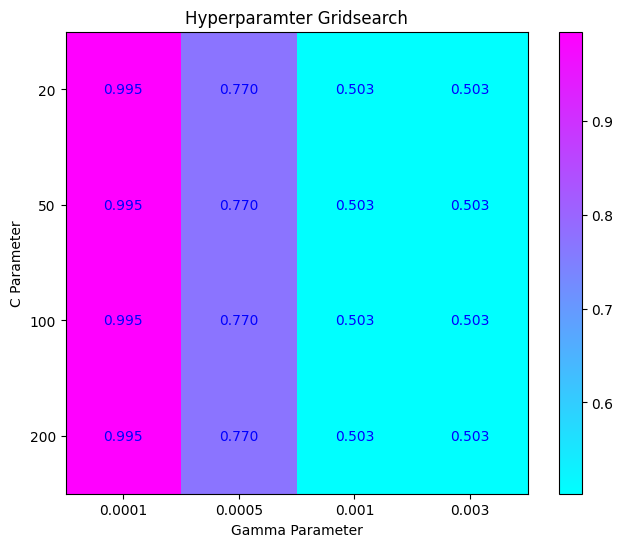 Hyperparamter Gridsearch
20 0.995 0.770 0.503 0.503
50 0.995 0.770 0.503 0.503
100 0.995 0.770 0.503 0.503
200 0.995 0.770 0.503 0.503
C Parameter
0.0001 0.0005 0.001 0.003
Gamma Parameter
0.9
0.8
0.7
0.6